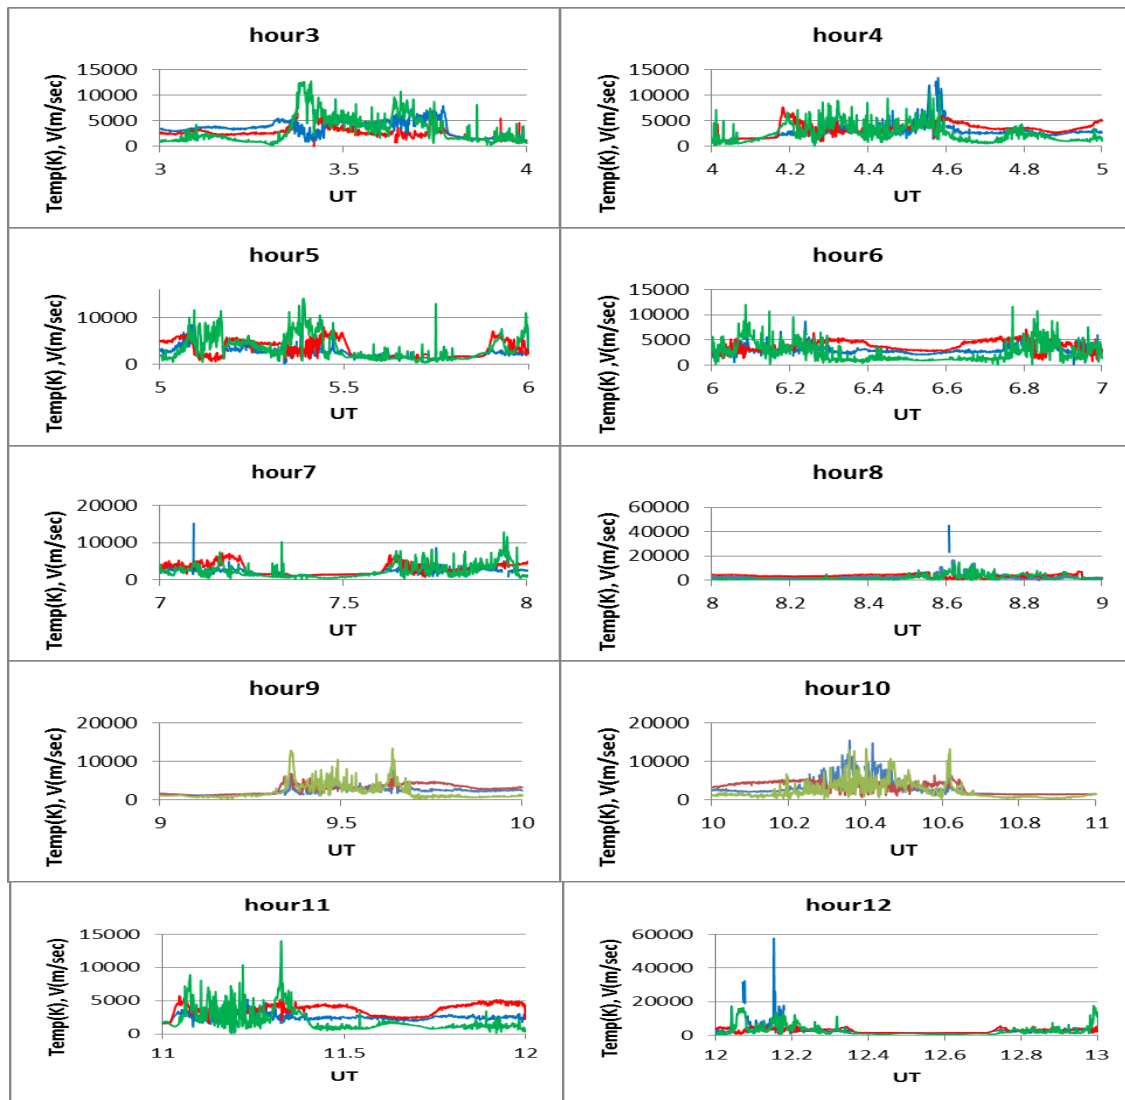 hour3
Temp(K), V(m/sec)
15000
10000
5000
0
3 3.5 4
UT
hour4
Temp(K), V(m/sec)
15000
10000
5000
0
4 4.2 4.4 4.6 4.8 5
UT
hour5
Temp(K) ,V(m/sec)
10000
0
5 5.5 6
UT
hour6
Temp(K), V(m/sec)
15000
10000
5000
0
6 6.2 6.4 6.6 6.8 7
UT
hour7
Temp(K), V(m/sec)
20000
10000
0
7 7.5 8
UT
hour8
Temp(K), V(m/sec)
60000
40000
20000
0
8 8.2 8.4 8.6 8.8 9
UT
hour9
Temp(K), V(m/sec)
20000
10000
0
9 9.5 10
UT
hour10
Temp(K), V(m/sec)
20000
10000
0
10 10.2 10.4 10.6 10.8 11
UT
hour11
Temp(K), V(m/sec)
15000
10000
5000
0
11 11.5 12
UT
hour12
Temp(K), V(m/sec)
60000
40000
20000
0
12 12.2 12.4 12.6 12.8 13
UT